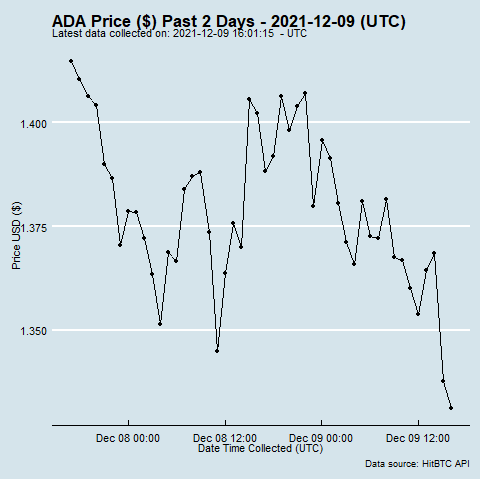 ADA Price ($) Past 2 Days - 2021-12-09 (UTC)
Latest data collected on: 2021-12-09 16:01:15  - UTC
1.400
1.375
1.350
Price USD ($)
Dec 08 00:00 Dec 08 12:00 Dec 09 00:00 Dec 09 12:00
Date Time Collected (UTC)
Data source: HitBTC API